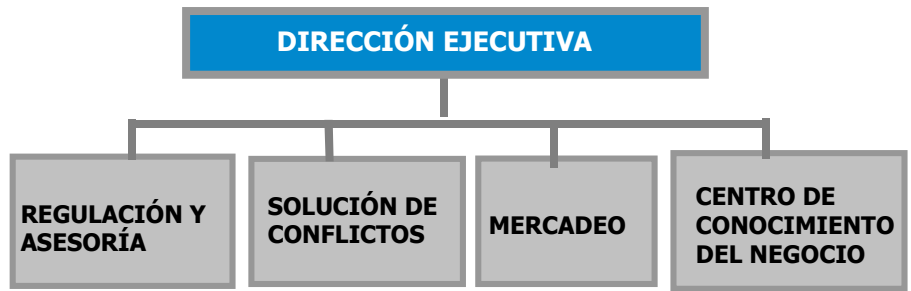 DIRECCIÓN EJECUTIVA
REGULACIÓN Y
ASESORÍA
SOLUCIÓN DE
CONFLICTOS
MERCADEO
CENTRO DE
CONOCIMIENTO
DEL NEGOCIO